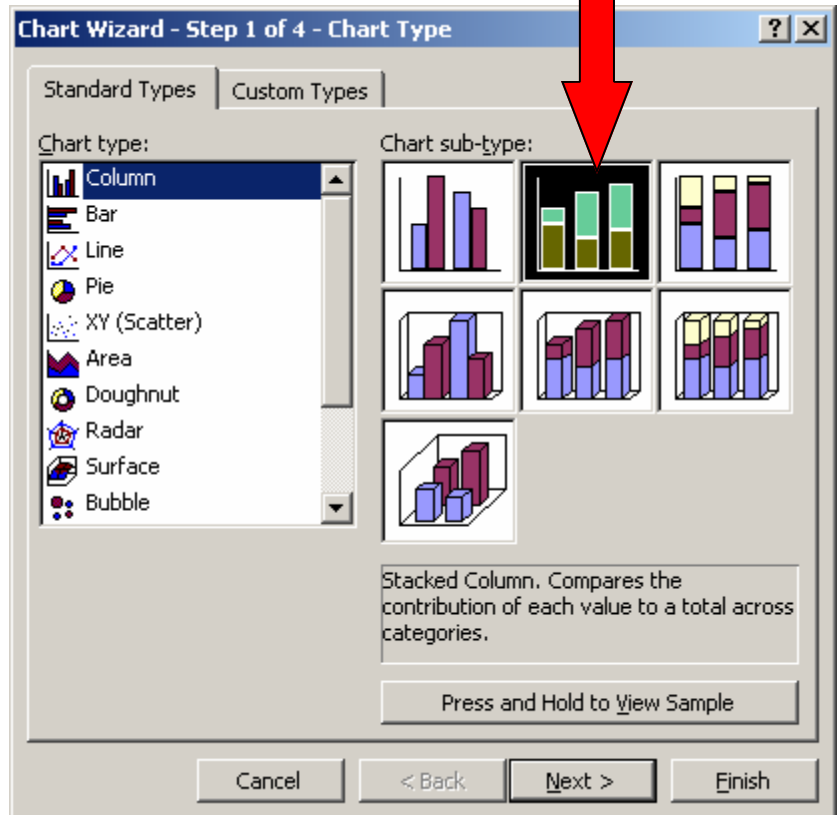 Chart Wizard - Step 1 of 4 - Chart Type
Standard Types
Custom Types
Chart type:
Column
Bar
Line
Pie
XY (Scatter)
Area
Doughnut
Radar
Surface
Bubble
Chart sub-type:
Stacked Column. Compares the
contribution of each value to a total across
categories.
Press and Hold to View Sample
Cancel
< Back
Next >
Finish